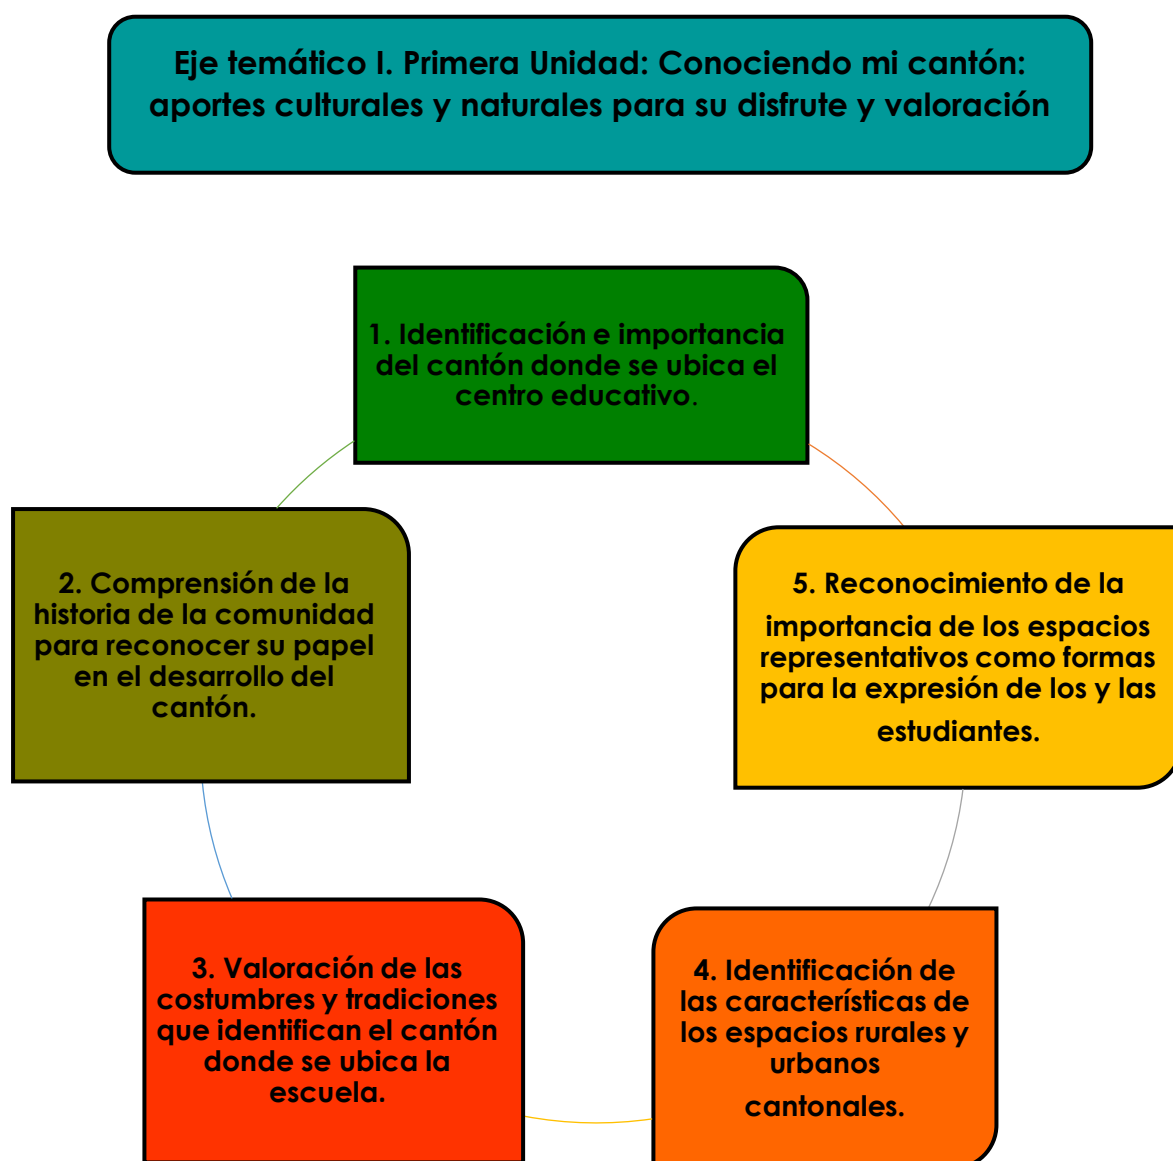 Eje temático I. Primera Unidad: Conociendo mi cantón:
aportes culturales y naturales para su disfrute y valoración
1. Identificación e importancia
del cantón donde se ubica el
centro educativo.
2. Comprensión de la
historia de la comunidad
para reconocer su papel
en el desarrollo del
cantón.
3. Valoración de las
costumbres y tradiciones
que identifican el cantón
donde se ubica la
escuela.
4. Identificación de
las características de
los espacios rurales y
urbanos
cantonales.
5. Reconocimiento de la
importancia de los espacios
representativos como formas
para la expresión de los y las
estudiantes.